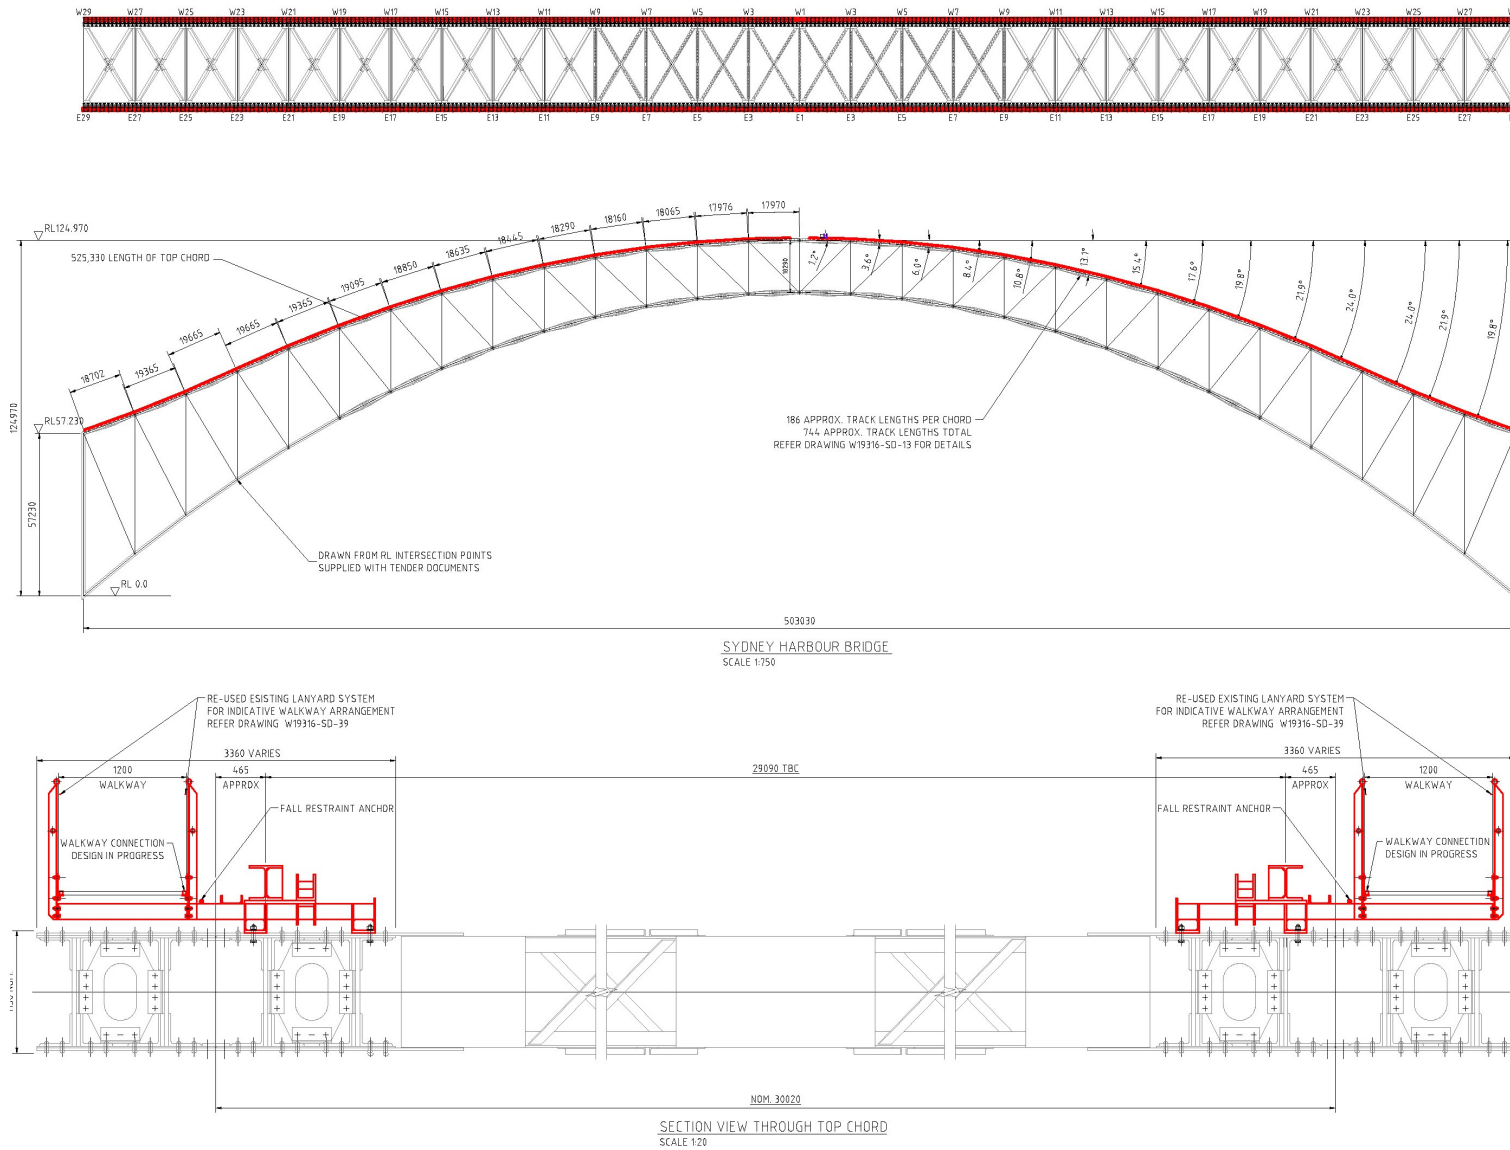 W29 W27 W25 W23 W21 W19 W17 W15 W13 W11 W9 W7 W5 W3 W1 W3 W5 W7 W9 W11 W13 W15 W17 W19 W21 W23 W25 W27
E29 E27 E25 E23 E21 E19 E17 E15 E13 E11 E9 E7 E5 E3 E1 E3 E5 E7 E9 E11 E13 E15 E17 E19 E21 E23 E25 E27
RL124.970
525,330 LENGTH OF TOP CHORD
18702
19365
19665
19665
19365
19095
18850
18635
18445
18290
18160
18065
17976
17970
18290
1.2°
3.6°
6.0°
8.4°
10.8°
13.1°
15.4°
17.6°
19.8°
21.9°
24.0°
24.0°
21.9°
19.8°
RL57.230
124970
57230
186 APPROX. TRACK LENGTHS PER CHORD
744 APPROX. TRACK LENGTHS TOTAL
REFER DRAWING W19316-SD-13 FOR DETAILS
DRAWN FROM RL INTERSECTION POINTS
SUPPLIED WITH TENDER DOCUMENTS
RL 0.0
503030
SYDNEY HARBOUR BRIDGE
SCALE 1:750
RE-USED ESISTING LANYARD SYSTEM
FOR INDICATIVE WALKWAY ARRANGEMENT
REFER DRAWING W19316-SD-39
RE-USED EXISTING LANYARD SYSTEM
FOR INDICATIVE WALKWAY ARRANGEMENT
REFER DRAWING W19316-SD-39
3360 VARIES
3360 VARIES
1200
WALKWAY
465
APPROX
29090 TBC
465
APPROX
1200
WALKWAY
FALL RESTRAINT ANCHOR
FALL RESTRAINT ANCHOR
WALKWAY CONNECTION
DESIGN IN PROGRESS
WALKWAY CONNECTION
DESIGN IN PROGRESS
NOM. 30020
SECTION VIEW THROUGH TOP CHORD
SCALE 1:20